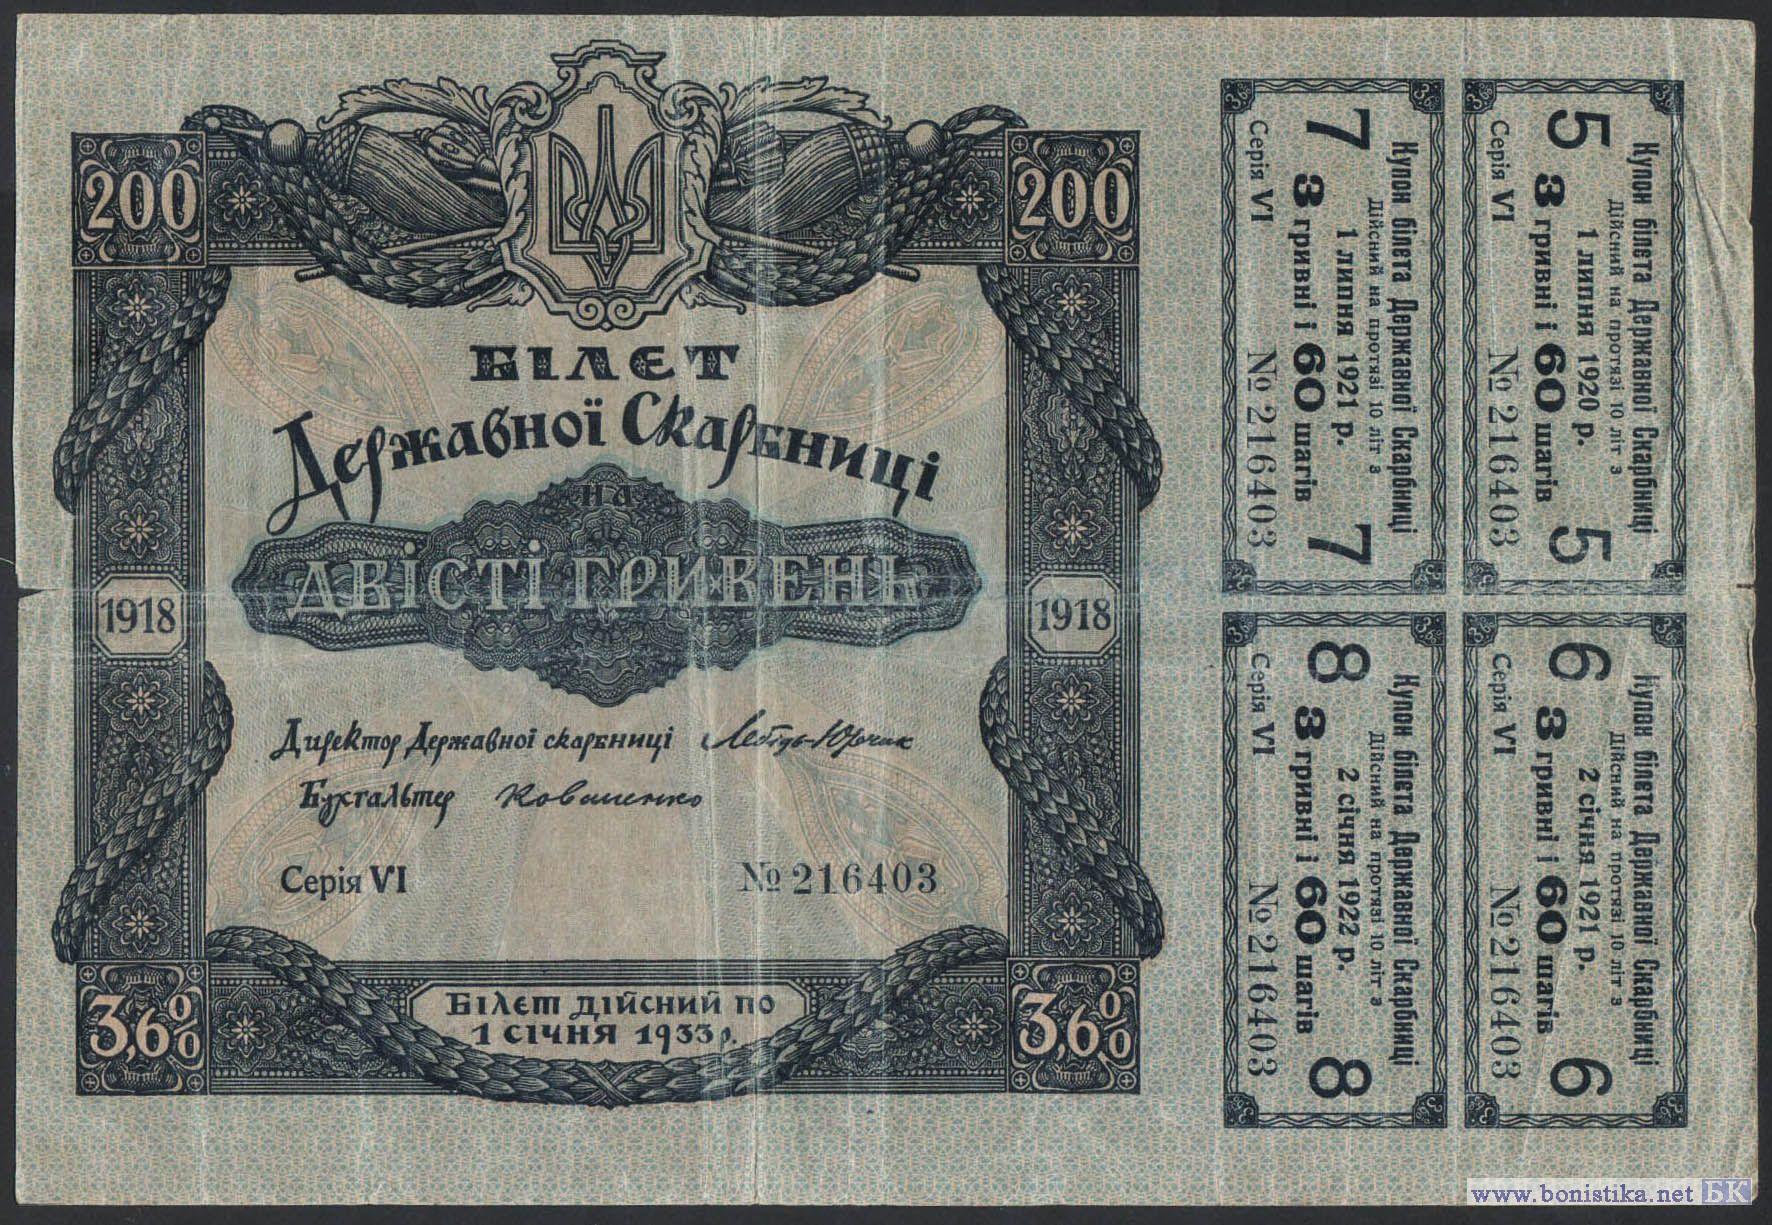 200
200
БІЛЕТ
Державної Скарбниці
на
ДВІСТІ ГРИВЕНЬ
1918
1918
Директор Державної скарбниці Лебідь-Юрчик
Бухгальтер
Серія VI
№ 216403
3,6%
БІЛЕТ ДІЙСНИЙ ПО
1 СІЧНЯ 1933 р.
3,6%
Купон білета Державної Скарбниці
Дійсний на протязі 10 літ з
7 1 липня 1921 р. 7
3 гривні і 60 шагів
Серія VI № 216403
Купон білета Державної Скарбниці
Дійсний на протязі 10 літ з
5 1 липня 1920 р. 5
3 гривні і 60 шагів
Серія VI № 216403
Купон білета Державної Скарбниці
Дійсний на протязі 10 літ з
8 2 січня 1922 р. 8
3 гривні і 60 шагів
Серія VI № 216403
Купон білета Державної Скарбниці
Дійсний на протязі 10 літ з
6 2 січня 1921 р. 6
3 гривні і 60 шагів
Серія VI № 216403
www.bonistika.net БК